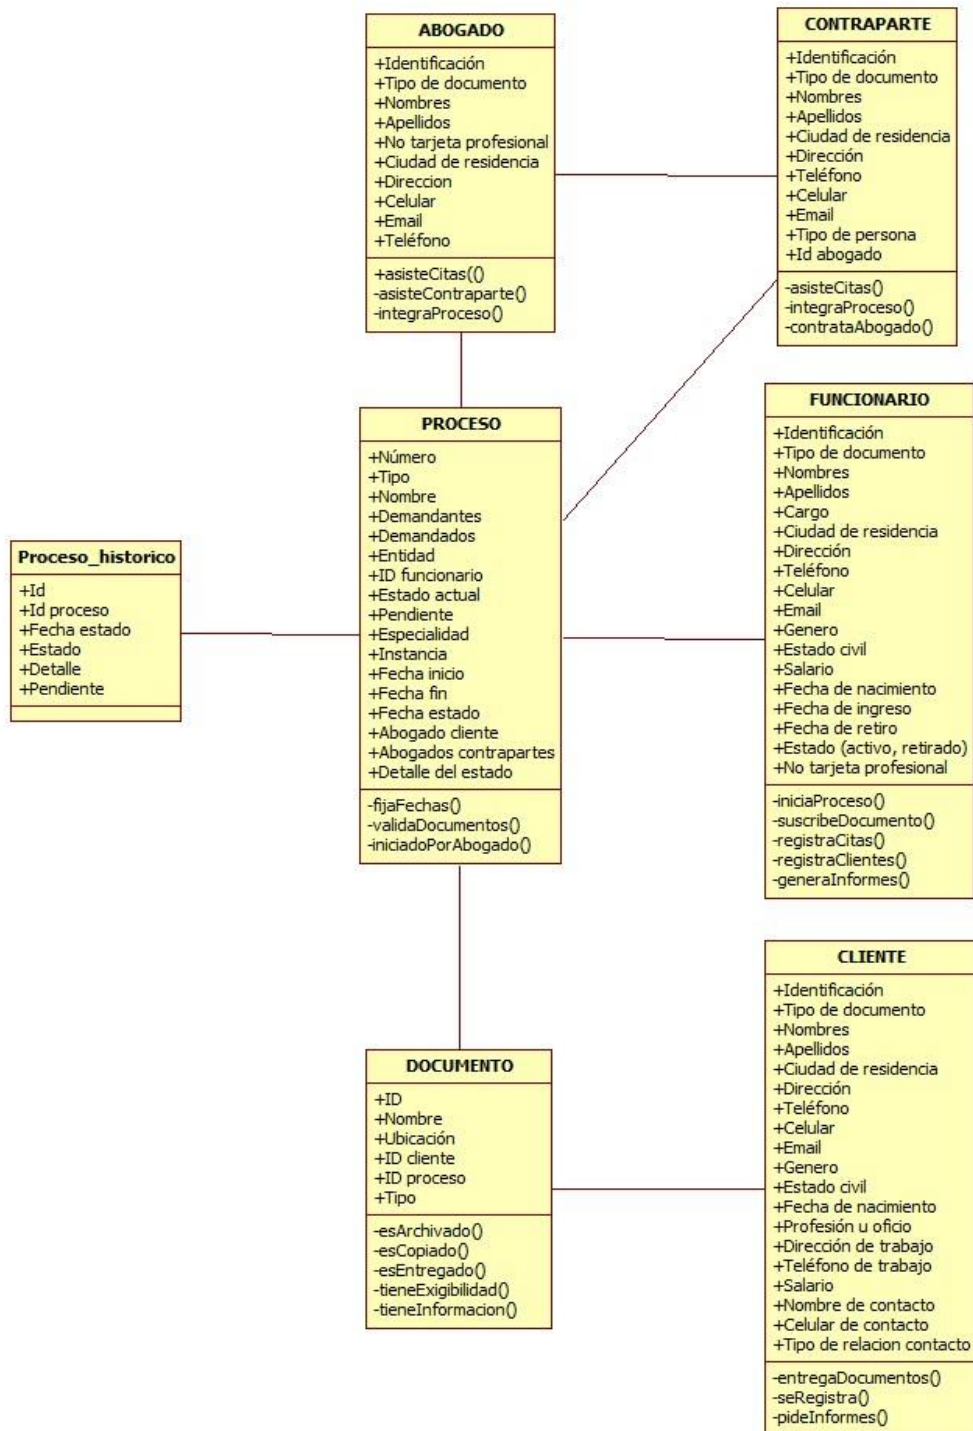 ABOGADO
+Identificación
+Tipo de documento
+Nombres
+Apellidos
+No tarjeta profesional
+Ciudad de residencia
+Direccion
+Celular
+Email
+Teléfono
+asisteCitas(()
-asisteContraparte()
-integraProceso()
CONTRAPARTE
+Identificación
+Tipo de documento
+Nombres
+Apellidos
+Ciudad de residencia
+Dirección
+Teléfono
+Celular
+Email
+Tipo de persona
+Id abogado
-asisteCitas()
-integraProceso()
-contrataAbogado()
PROCESO
+Número
+Tipo
+Nombre
+Demandantes
+Demandados
+Entidad
+ID funcionario
+Estado actual
+Pendiente
+Especialidad
+Instancia
+Fecha inicio
+Fecha fin
+Fecha estado
+Abogado cliente
+Abogados contrapartes
+Detalle del estado
-fijaFechas()
-validaDocumentos()
-iniciadoPorAbogado()
FUNCIONARIO
+Identificación
+Tipo de documento
+Nombres
+Apellidos
+Cargo
+Ciudad de residencia
+Dirección
+Teléfono
+Celular
+Email
+Genero
+Estado civil
+Salario
+Fecha de nacimiento
+Fecha de ingreso
+Fecha de retiro
+Estado (activo, retirado)
+No tarjeta profesional
-iniciaProceso()
-suscribeDocumento()
-registraCitas()
-registraClientes()
-generaInformes()
Proceso_historico
+Id
+Id proceso
+Fecha estado
+Estado
+Detalle
+Pendiente
DOCUMENTO
+ID
+Nombre
+Ubicación
+ID cliente
+ID proceso
+Tipo
-esArchivado()
-esCopiado()
-esEntregado()
-tieneExigibilidad()
-tieneInformacion()
CLIENTE
+Identificación
+Tipo de documento
+Nombres
+Apellidos
+Ciudad de residencia
+Dirección
+Teléfono
+Celular
+Email
+Genero
+Estado civil
+Fecha de nacimiento
+Profesión u oficio
+Dirección de trabajo
+Teléfono de trabajo
+Salario
+Nombre de contacto
+Celular de contacto
+Tipo de relacion contacto
-entregaDocumentos()
-seRegistra()
-pideInformes()